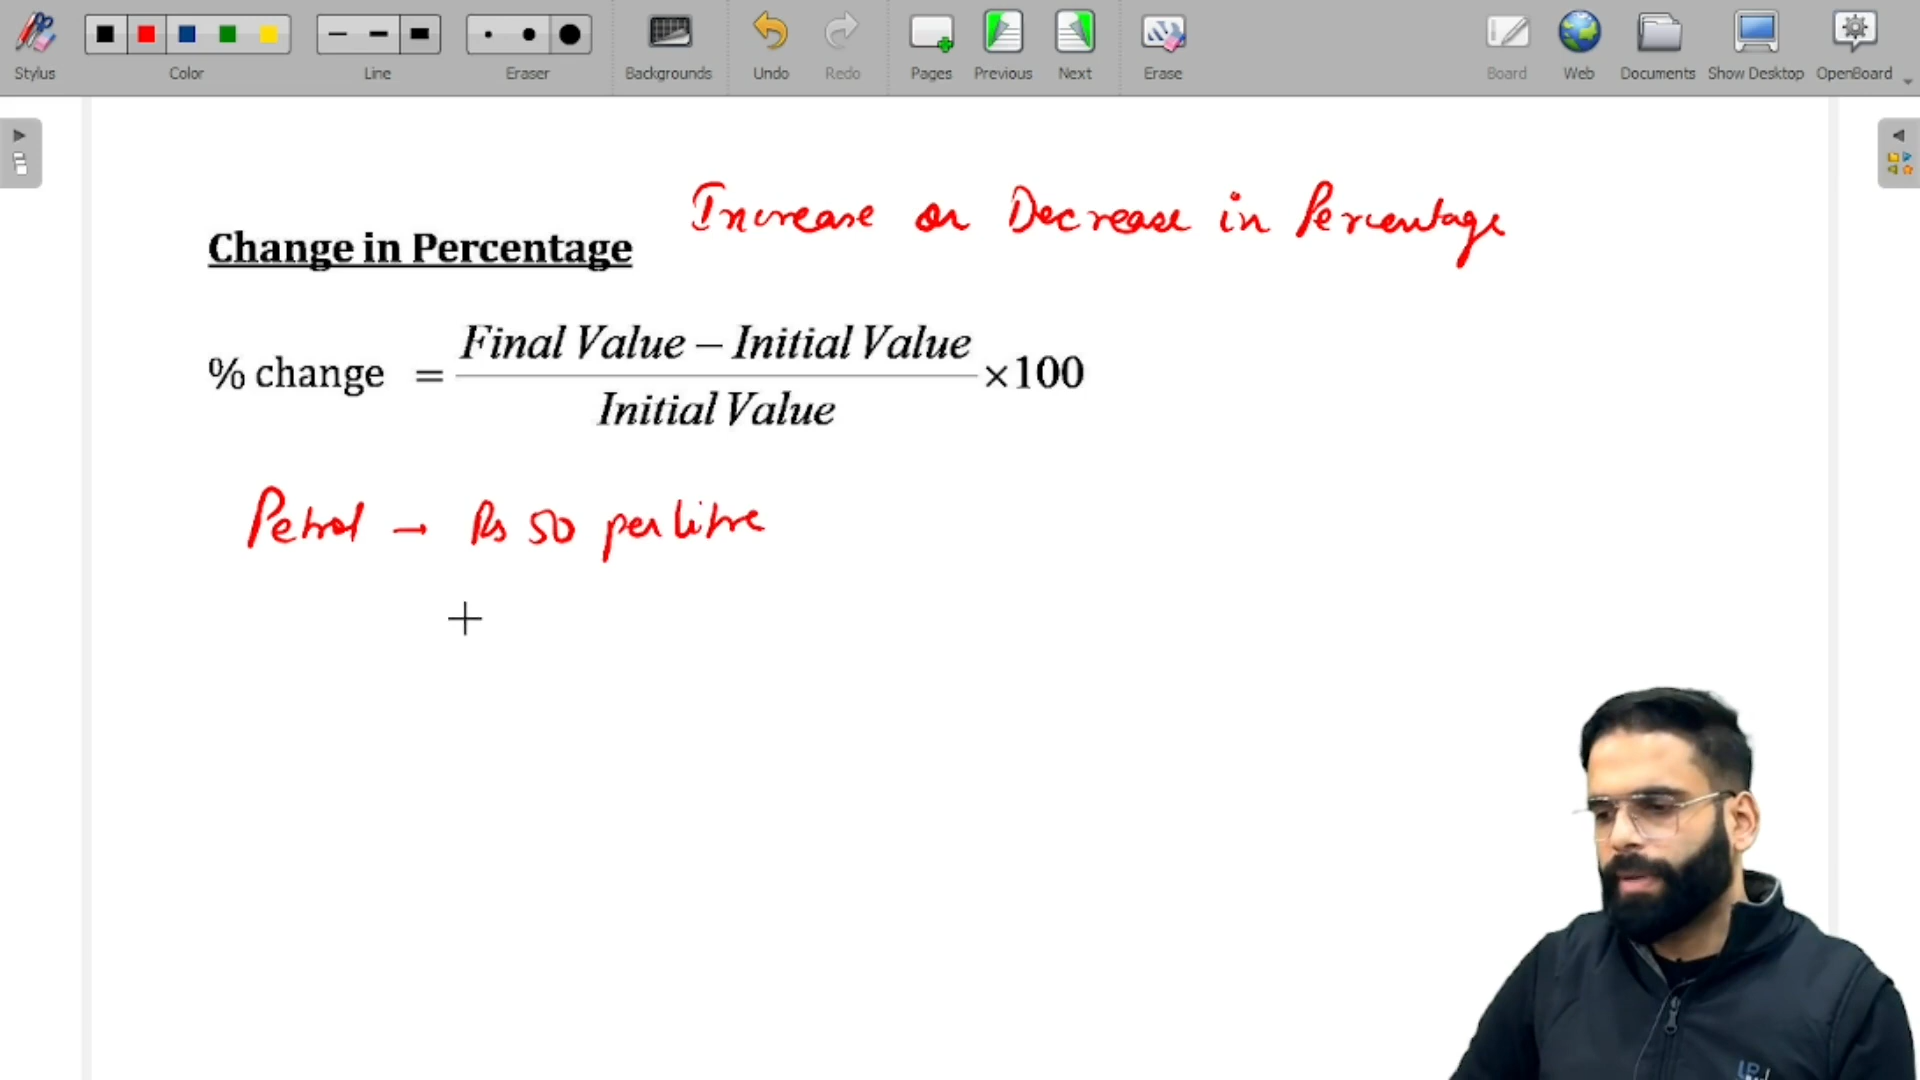 Stylus Color Line Eraser Backgrounds Undo Redo Pages Previous Next Erase Board Web Documents Show Desktop OpenBoard
Increase or Decrease in Percentage
Change in Percentage
% change = Final Value – Initial Value ×100
Initial Value
Petrol → Rs 50 per litre